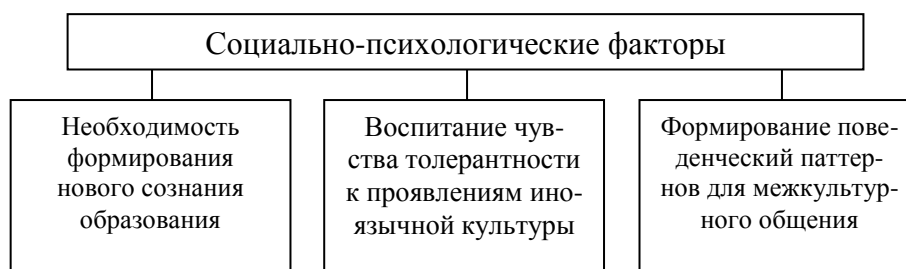 Социально-психологические факторы
Необходимость
формирования
нового сознания
образования
Воспитание чув-
ства толерантности
к проявлениям ино-
язычной культуры
Формирование пове-
денческий паттер-
нов для межкультур-
ного общения